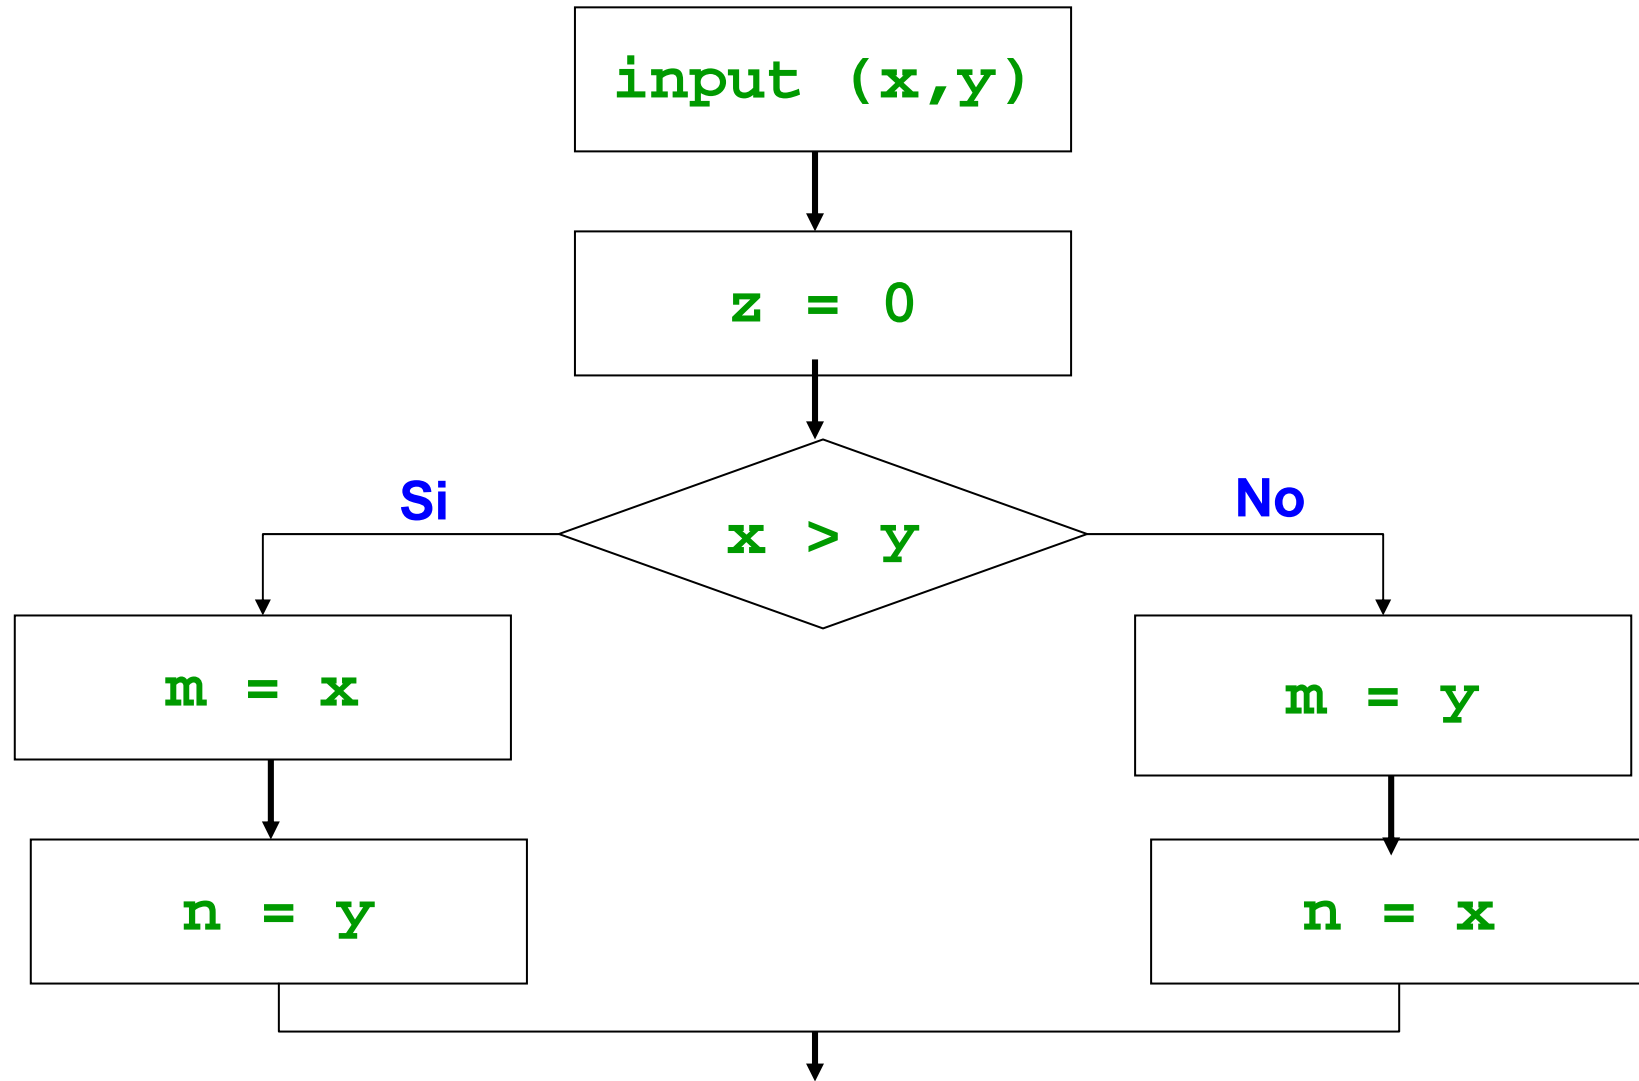 input (x,y)
z = 0
Si
No
x > y
m = x
m = y
n = y
n = x